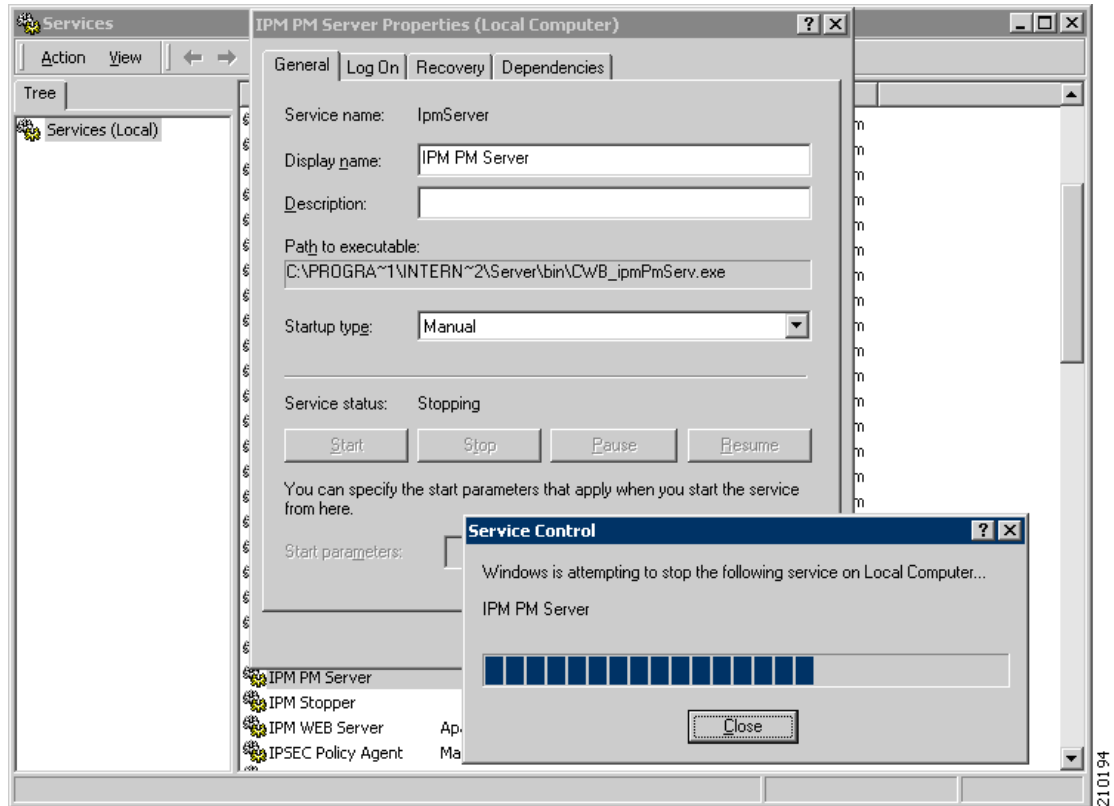 Services
Action View
Tree
Services (Local)
IPM PM Server Properties (Local Computer)
General Log On Recovery Dependencies
Service name: IpmServer
Display name: IPM PM Server
Description:
Path to executable:
C:\PROGRA~1\INTERN~2\Server\bin\CWB_ipmPmServ.exe
Startup type: Manual
Service status: Stopping
Start Stop Pause Resume
You can specify the start parameters that apply when you start the service
from here.
Start parameters:
Service Control
Windows is attempting to stop the following service on Local Computer...
IPM PM Server
Close
IPM PM Server
IPM Stopper
IPM WEB Server
IPSEC Policy Agent
210194